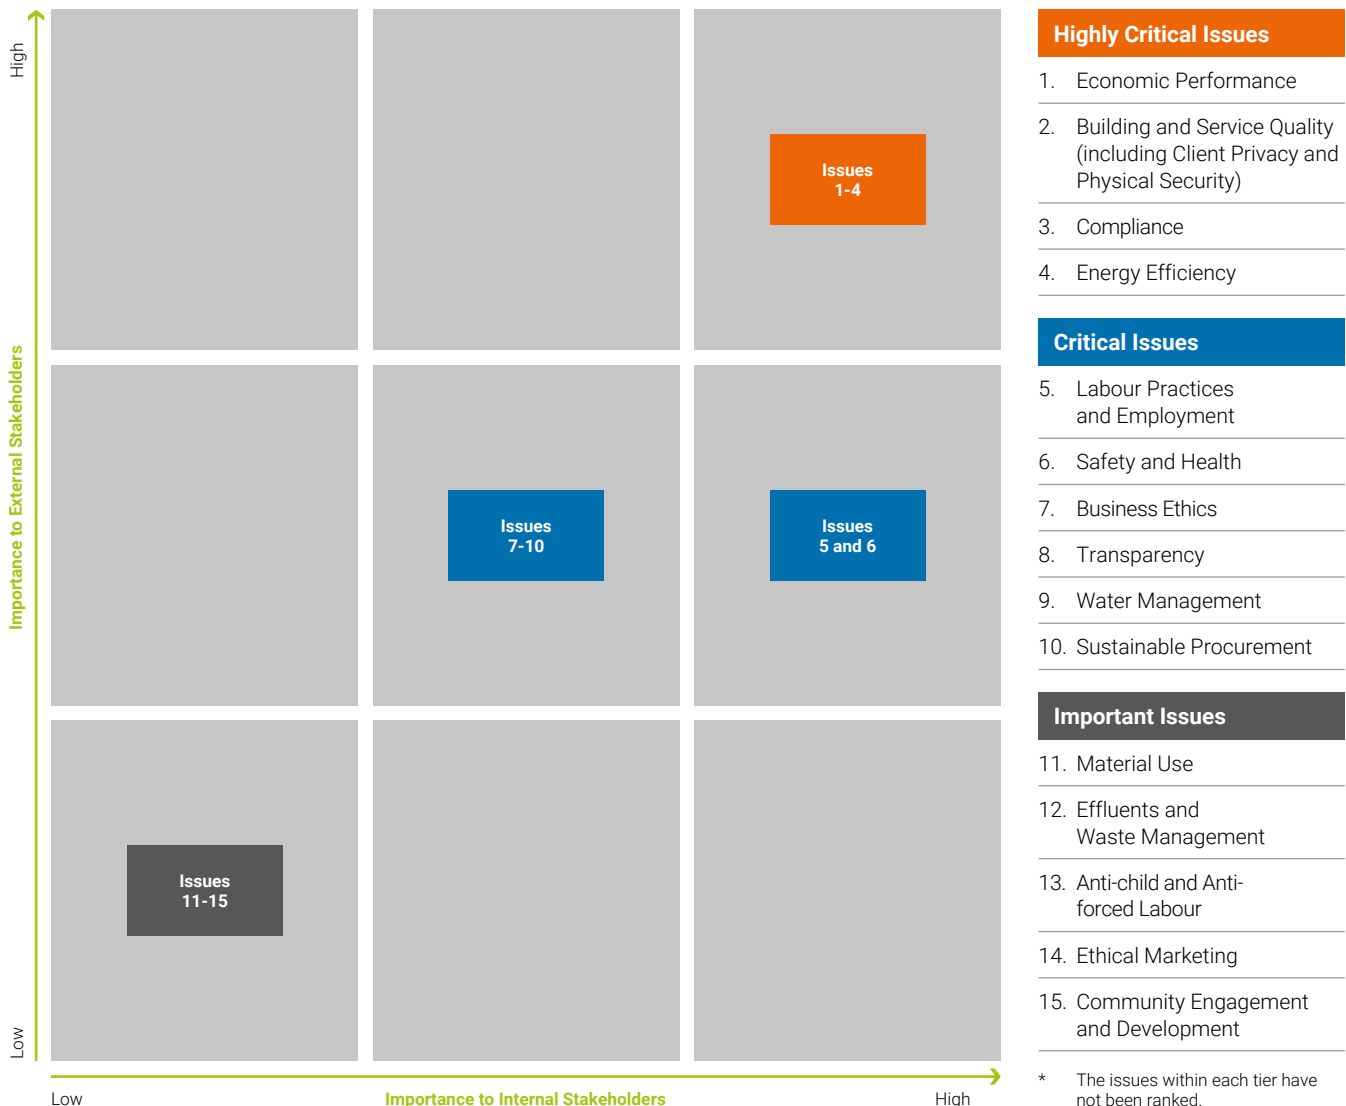 High
Importance to External Stakeholders
Low
Issues
1-4
Issues
7-10
Issues
5 and 6
Issues
11-15
Low
Importance to Internal Stakeholders
High
Highly Critical Issues
1. Economic Performance
2. Building and Service Quality
(including Client Privacy and
Physical Security)
3. Compliance
4. Energy Efficiency
Critical Issues
5. Labour Practices
and Employment
6. Safety and Health
7. Business Ethics
8. Transparency
9. Water Management
10. Sustainable Procurement
Important Issues
11. Material Use
12. Effluents and
Waste Management
13. Anti-child and Anti-
forced Labour
14. Ethical Marketing
15. Community Engagement
and Development
* The issues within each tier have
not been ranked.